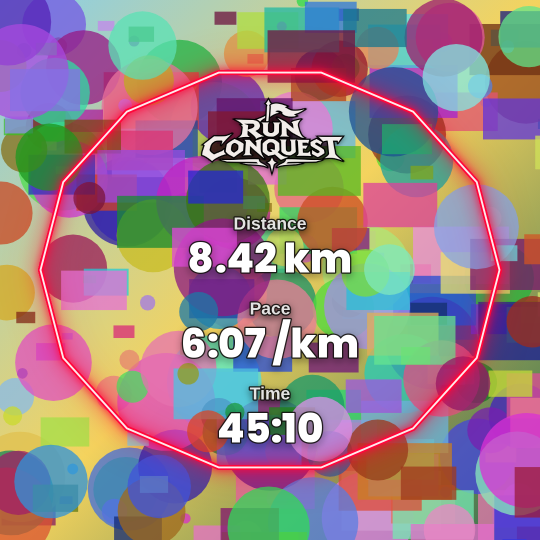 RUN
CONQUEST
Distance
8.42 km
Pace
6:07 /km
Time
45:10